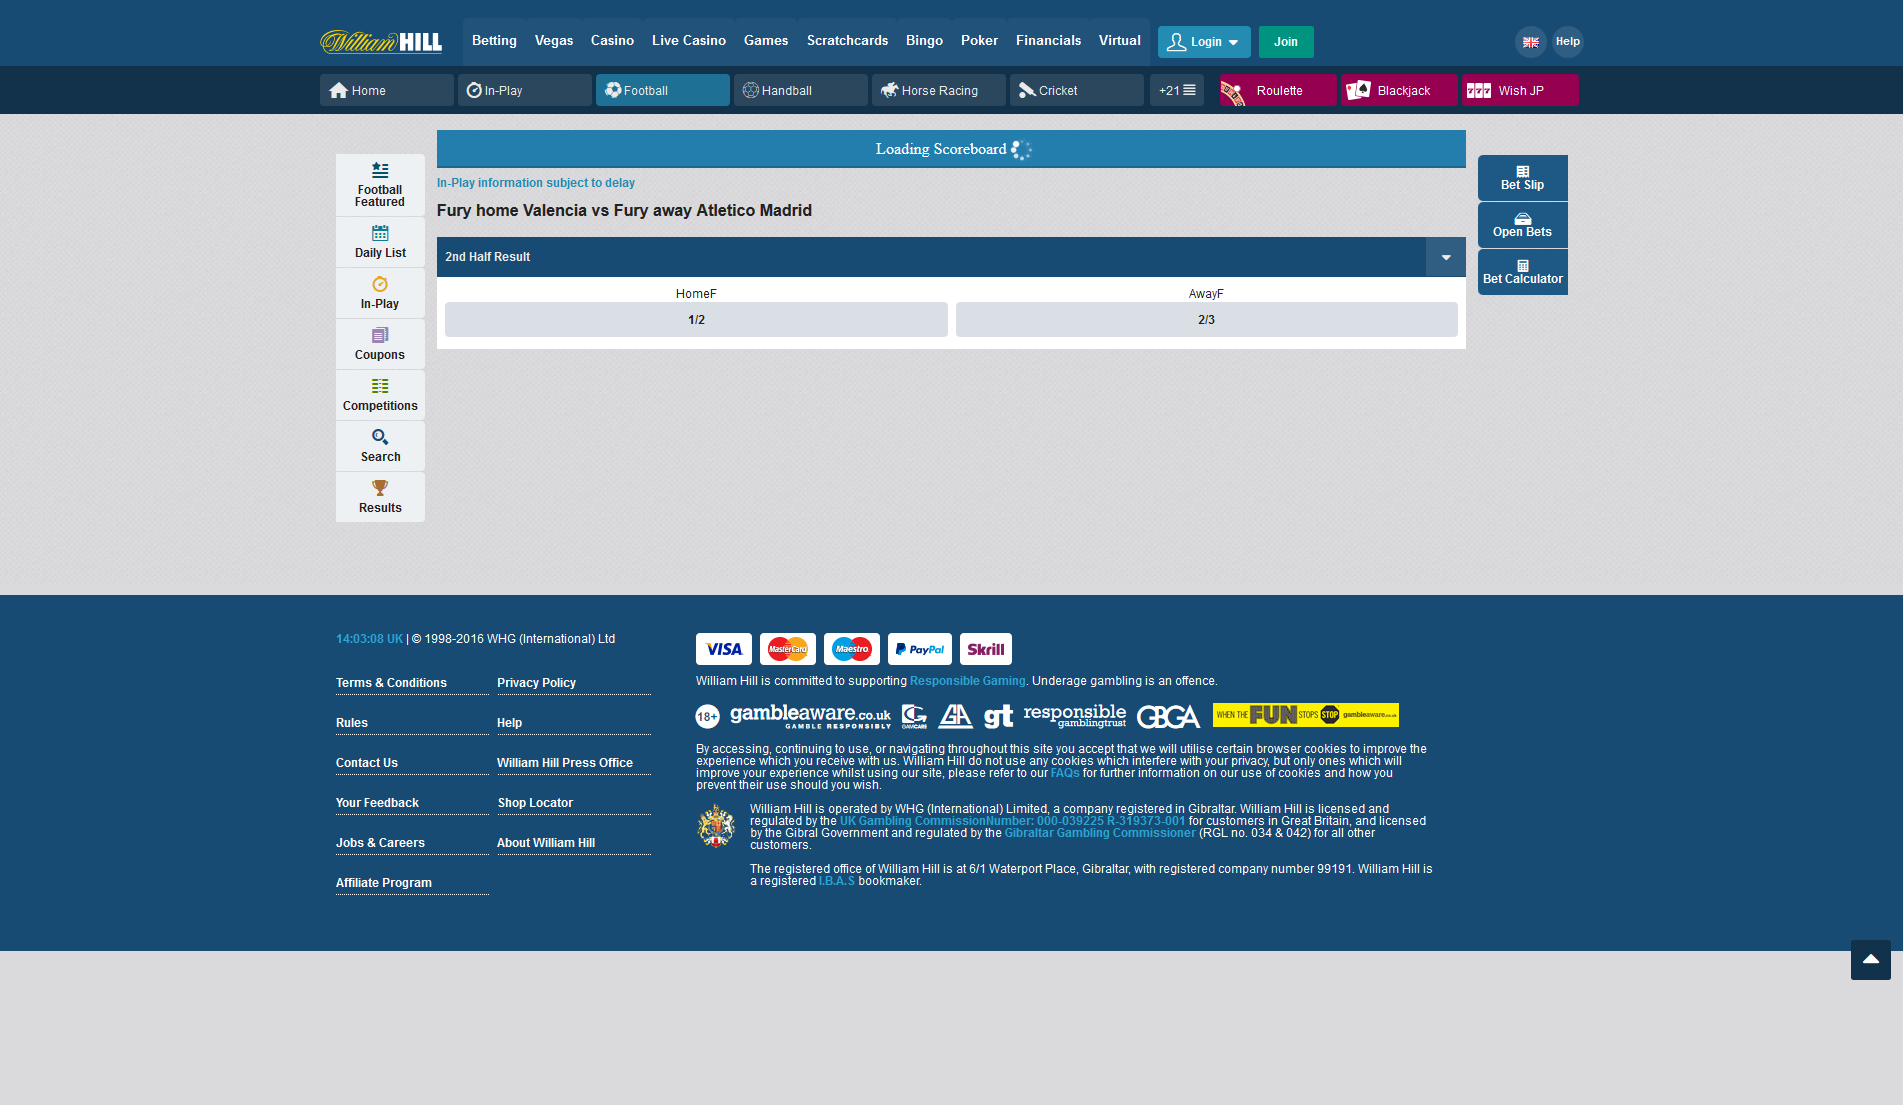 William HILL
Betting Vegas Casino Live Casino Games Scratchcards Bingo Poker Financials Virtual Login Join Help
Home In-Play Football Handball Horse Racing Cricket +21 Roulette Blackjack 777 Wish JP
Loading Scoreboard
In-Play information subject to delay
Fury home Valencia vs Fury away Atletico Madrid
2nd Half Result
HomeF AwayF
1/2 2/3
Football
Featured
Daily List
In-Play
Coupons
Competitions
Search
Results
Bet Slip
Open Bets
Bet Calculator
14:03:08 UK | © 1998-2016 WHG (International) Ltd
Terms & Conditions Privacy Policy
Rules Help
Contact Us William Hill Press Office
Your Feedback Shop Locator
Jobs & Careers About William Hill
Affiliate Program
VISA MasterCard Maestro PayPal Skrill
William Hill is committed to supporting Responsible Gaming. Underage gambling is an offence.
18+ gambleaware.co.uk GAMBLE RESPONSIBLY GAMCARE GA gt responsible gamblingtrust GBGA WHEN THE FUN STOPS STOP gambleaware.co.uk
By accessing, continuing to use, or navigating throughout this site you accept that we will utilise certain browser cookies to improve the
experience which you receive with us. William Hill do not use any cookies which interfere with your privacy, but only ones which will
improve your experience whilst using our site, please refer to our FAQs for further information on our use of cookies and how you
prevent their use should you wish.
William Hill is operated by WHG (International) Limited, a company registered in Gibraltar. William Hill is licensed and
regulated by the UK Gambling CommissionNumber: 000-039225 R-319373-001 for customers in Great Britain, and licensed
by the Gibral Government and regulated by the Gibraltar Gambling Commissioner (RGL no. 034 & 042) for all other
customers.
The registered office of William Hill is at 6/1 Waterport Place, Gibraltar, with registered company number 99191. William Hill is
a registered I.B.A.S bookmaker.